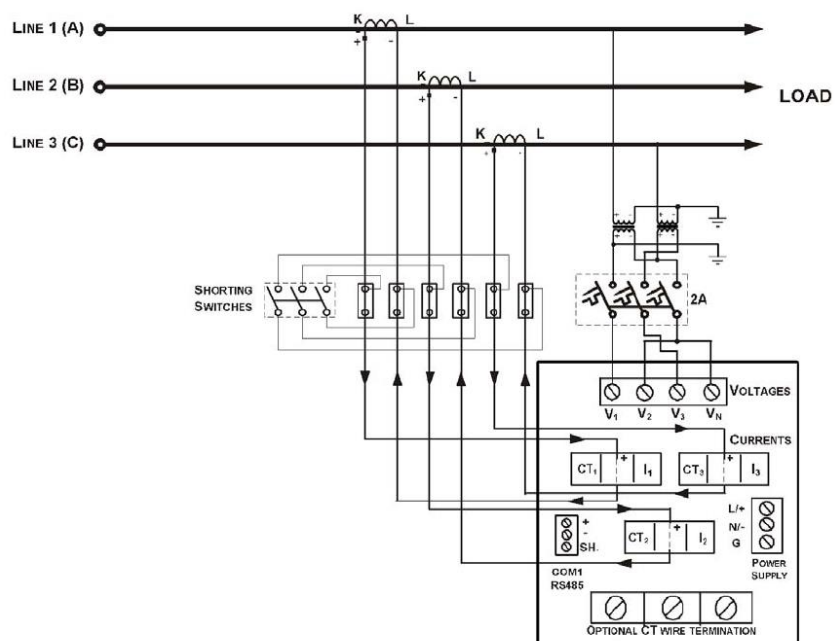 K L
LINE 1 (A)
+ -
K L
LINE 2 (B)
+ -
LOAD
K L
LINE 3 (C)
+ -
+ - + -
+ - + -
SHORTING
SWITCHES
2A
VOLTAGES
V1 V2 V3 VN
CURRENTS
+ +
CT1 I1 CT3 I3
L/+
+
-
SH.
+
CT2 I2
N/-
G
COM1
RS485
POWER
SUPPLY
OPTIONAL CT WIRE TERMINATION